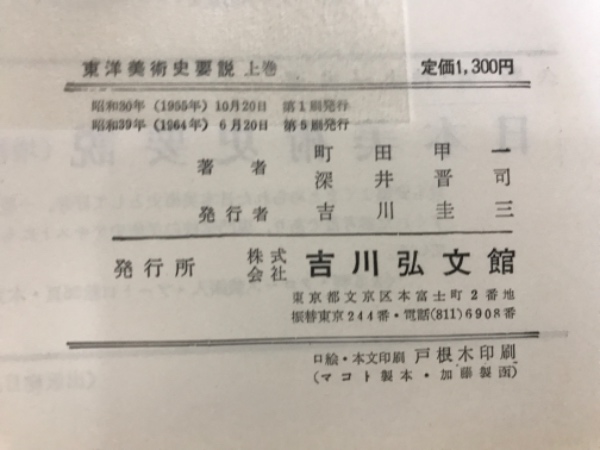 東洋美術史要説 上巻 定価1,300円
昭和30年 (1955年) 10月20日 第1刷発行
昭和39年 (1964年) 6月20日 第5刷発行
著者 町田甲一
深井晋司
発行者 吉川圭三
発行所 株式会社 吉川弘文館
東京都文京区本富士町2番地
振替東京244番・電話(811)6908番
口絵・本文印刷 戸根木印刷
(マコト製本・加藤製函)